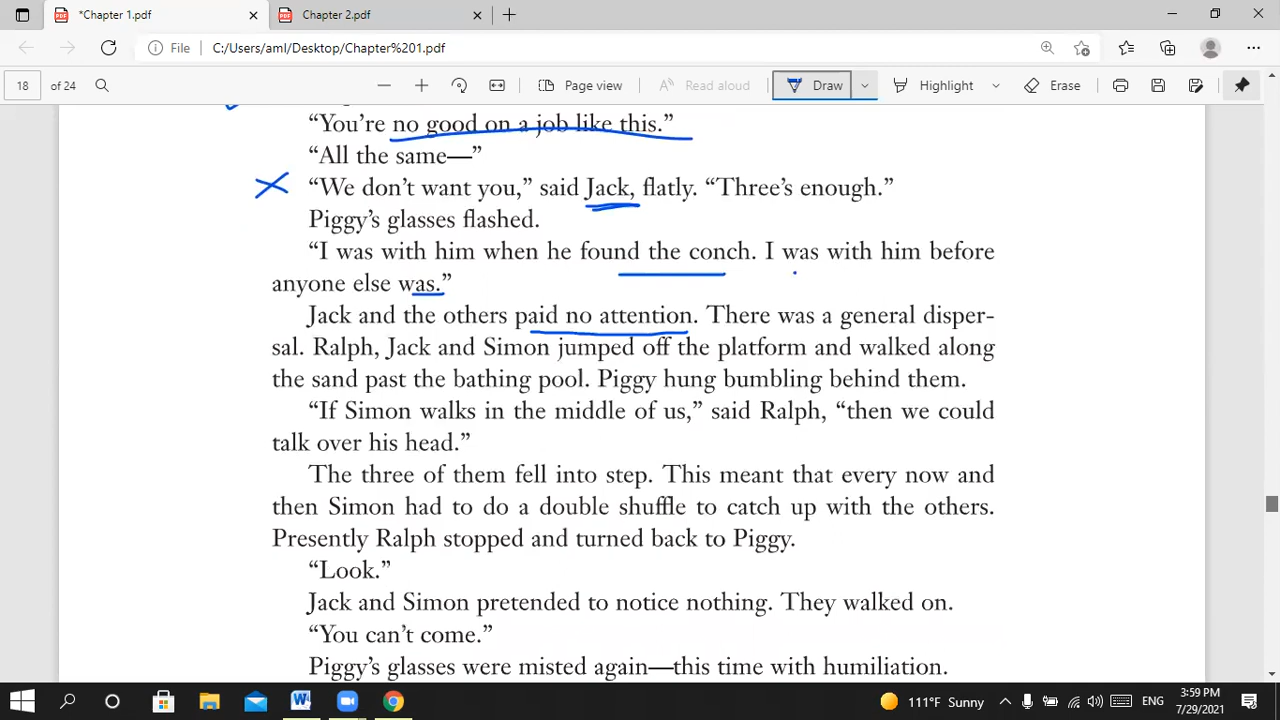 *Chapter 1.pdf
Chapter 2.pdf
File C:/Users/aml/Desktop/Chapter%201.pdf
18 of 24 Page view Read aloud Draw Highlight Erase
“You’re no good on a job like this.”
“All the same—”
“We don’t want you,” said Jack, flatly. “Three’s enough.”
Piggy’s glasses flashed.
“I was with him when he found the conch. I was with him before
anyone else was.”
Jack and the others paid no attention. There was a general disper-
sal. Ralph, Jack and Simon jumped off the platform and walked along
the sand past the bathing pool. Piggy hung bumbling behind them.
“If Simon walks in the middle of us,” said Ralph, “then we could
talk over his head.”
The three of them fell into step. This meant that every now and
then Simon had to do a double shuffle to catch up with the others.
Presently Ralph stopped and turned back to Piggy.
“Look.”
Jack and Simon pretended to notice nothing. They walked on.
“You can’t come.”
Piggy’s glasses were misted again—this time with humiliation.
111°F Sunny ENG 3:59 PM
7/29/2021